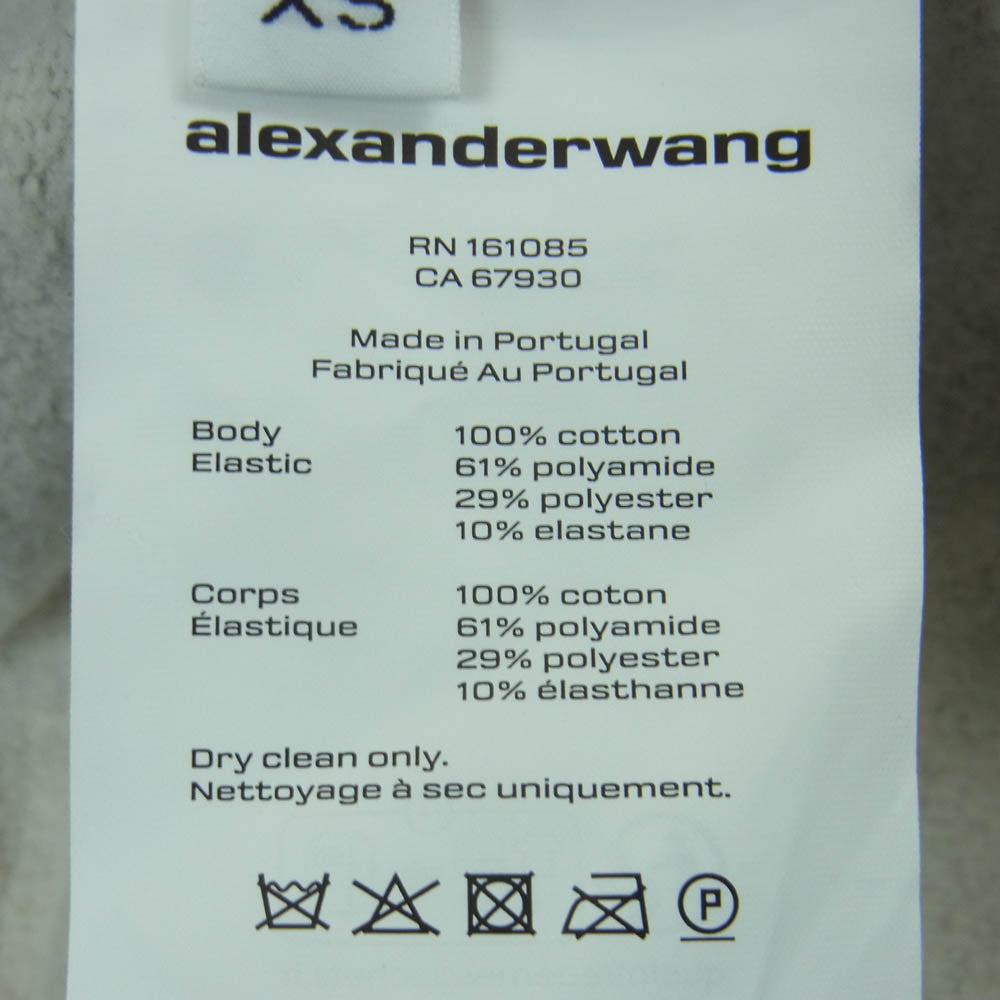 XS
alexanderwang
RN 161085
CA 67930
Made in Portugal
Fabriqué Au Portugal
Body 100% cotton
Elastic 61% polyamide
29% polyester
10% elastane
Corps 100% coton
Élastique 61% polyamide
29% polyester
10% élasthanne
Dry clean only.
Nettoyage à sec uniquement.
P